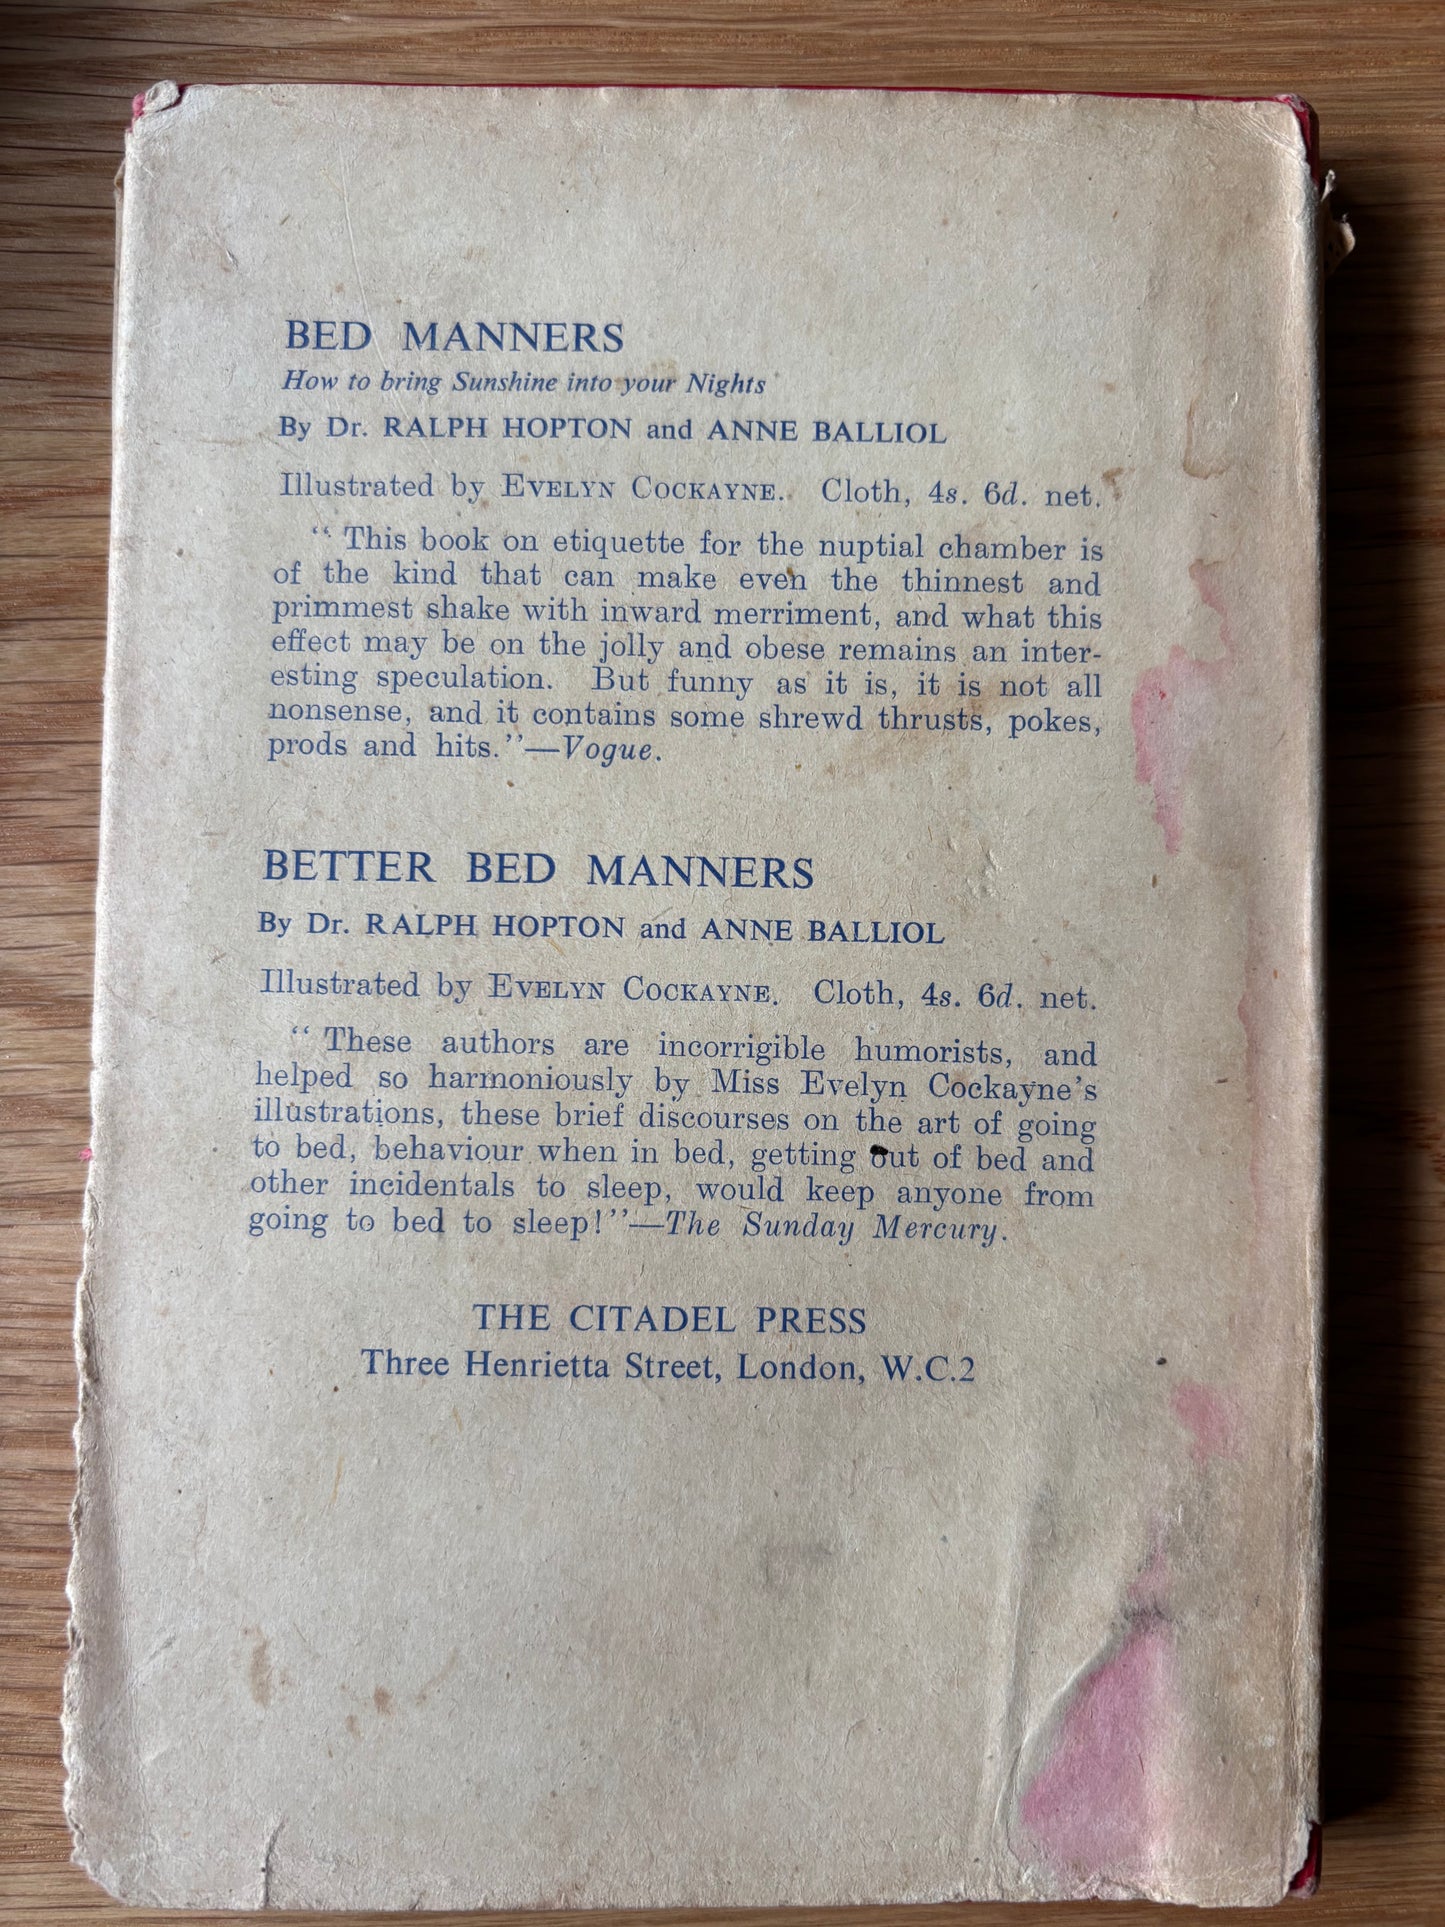 BED MANNERS
How to bring Sunshine into your Nights
By Dr. RALPH HOPTON and ANNE BALLIOL
Illustrated by EVELYN COCKAYNE. Cloth, 4s. 6d. net.
“ This book on etiquette for the nuptial chamber is
of the kind that can make even the thinnest and
primmest shake with inward merriment, and what this
effect may be on the jolly and obese remains an inter-
esting speculation. But funny as it is, it is not all
nonsense, and it contains some shrewd thrusts, pokes,
prods and hits.”—Vogue.
BETTER BED MANNERS
By Dr. RALPH HOPTON and ANNE BALLIOL
Illustrated by EVELYN COCKAYNE. Cloth, 4s. 6d. net.
“ These authors are incorrigible humorists, and
helped so harmoniously by Miss Evelyn Cockayne’s
illustrations, these brief discourses on the art of going
to bed, behaviour when in bed, getting out of bed and
other incidentals to sleep, would keep anyone from
going to bed to sleep!”—The Sunday Mercury.
THE CITADEL PRESS
Three Henrietta Street, London, W.C.2